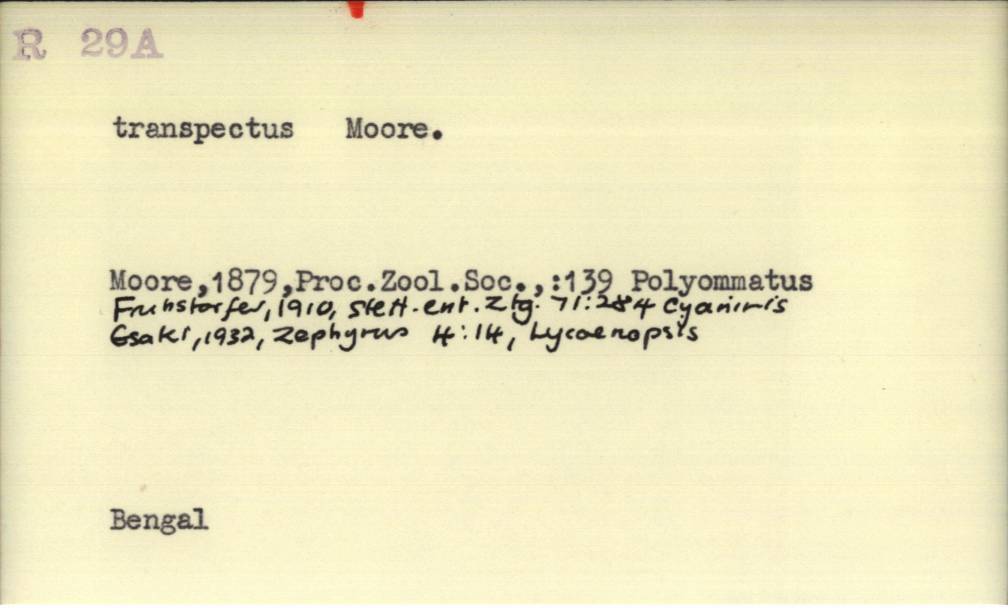 R 29A
transpectus Moore.
Moore,1879,Proc.Zool.Soc.,:139 Polyommatus
Fruhstorfer, 1910, Stett. ent. Ztg. 71:284 Cyaniris
Esaki, 1932, Zephyrus 4:14, Lycaenopsis
Bengal